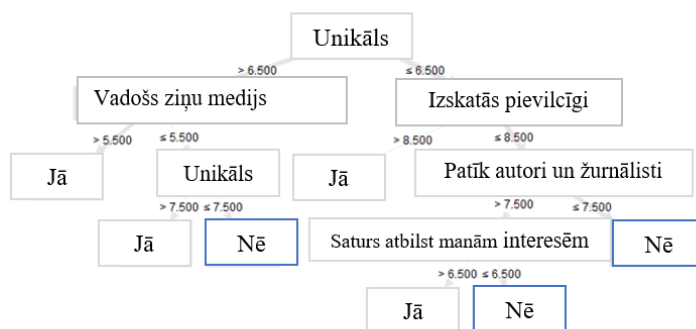 Unikāls
> 6.500 ≤ 6.500
Vadošs ziņu medijs Izskatās pievilcīgi
> 5.500 ≤ 5.500 > 8.500 ≤ 8.500
Jā Unikāls Jā Patīk autori un žurnālisti
> 7.500 ≤ 7.500 > 7.500 ≤ 7.500
Jā Nē Saturs atbilst manām interesēm Nē
> 6.500 ≤ 6.500
Jā Nē